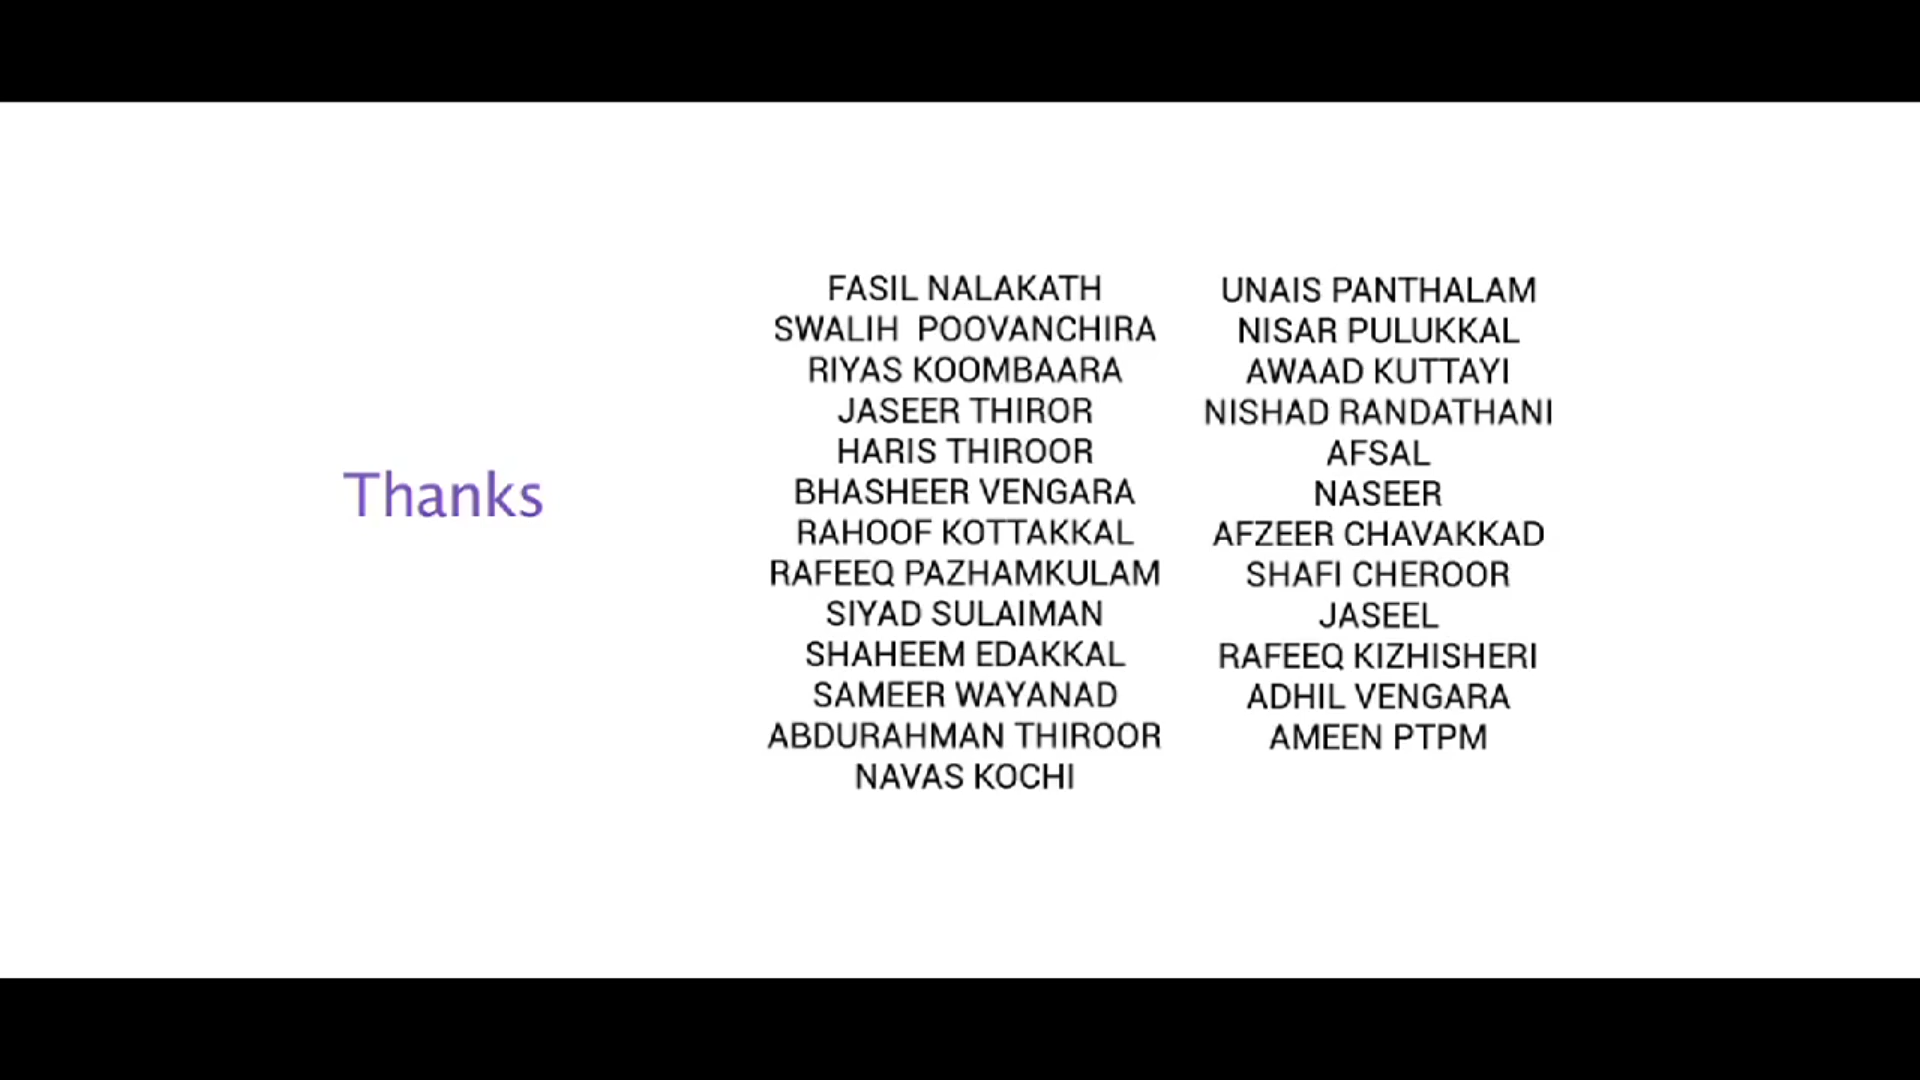 Thanks
FASIL NALAKATH
SWALIH  POOVANCHIRA
RIYAS KOOMBAARA
JASEER THIROR
HARIS THIROOR
BHASHEER VENGARA
RAHOOF KOTTAKKAL
RAFEEQ PAZHAMKULAM
SIYAD SULAIMAN
SHAHEEM EDAKKAL
SAMEER WAYANAD
ABDURAHMAN THIROOR
NAVAS KOCHI
UNAIS PANTHALAM
NISAR PULUKKAL
AWAAD KUTTAYI
NISHAD RANDATHANI
AFSAL
NASEER
AFZEER CHAVAKKAD
SHAFI CHEROOR
JASEEL
RAFEEQ KIZHISHERI
ADHIL VENGARA
AMEEN PTPM